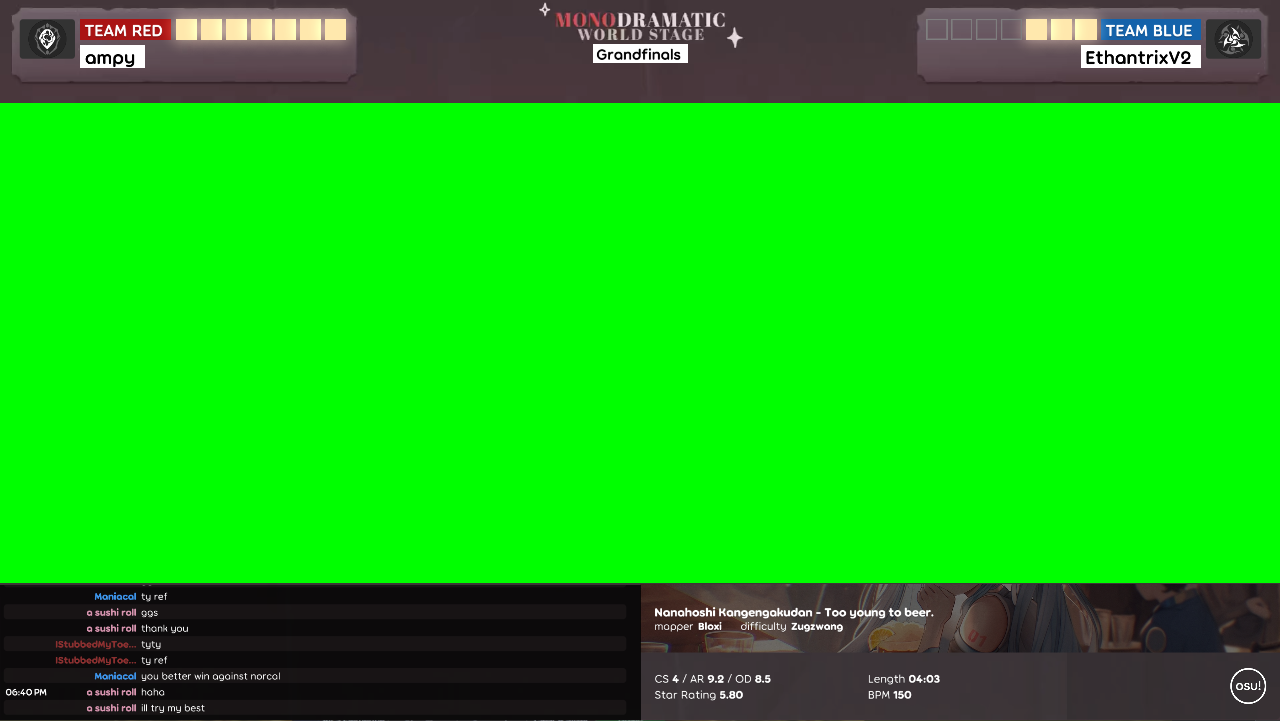 TEAM RED
ampy
MONODRAMATIC
WORLD STAGE
Grandfinals
TEAM BLUE
EthantrixV2
Maniacal ty ref
a sushi roll ggs
a sushi roll thank you
IStubbedMyToe... tyty
IStubbedMyToe... ty ref
Maniacal you better win against norcal
06:40 PM a sushi roll haha
a sushi roll ill try my best
Nanahoshi Kangengakudan - Too young to beer.
mapper Bloxi difficulty Zugzwang
CS 4 / AR 9.2 / OD 8.5
Star Rating 5.80
Length 04:03
BPM 150
osu!